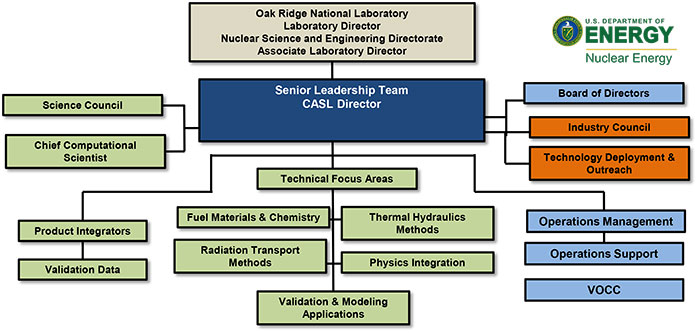 Oak Ridge National Laboratory
Laboratory Director
Nuclear Science and Engineering Directorate
Associate Laboratory Director
U.S. DEPARTMENT OF
ENERGY
Nuclear Energy
Senior Leadership Team
CASL Director
Science Council
Chief Computational
Scientist
Board of Directors
Industry Council
Technology Deployment &
Outreach
Technical Focus Areas
Product Integrators
Validation Data
Fuel Materials & Chemistry
Thermal Hydraulics
Methods
Radiation Transport
Methods
Physics Integration
Validation & Modeling
Applications
Operations Management
Operations Support
VOCC